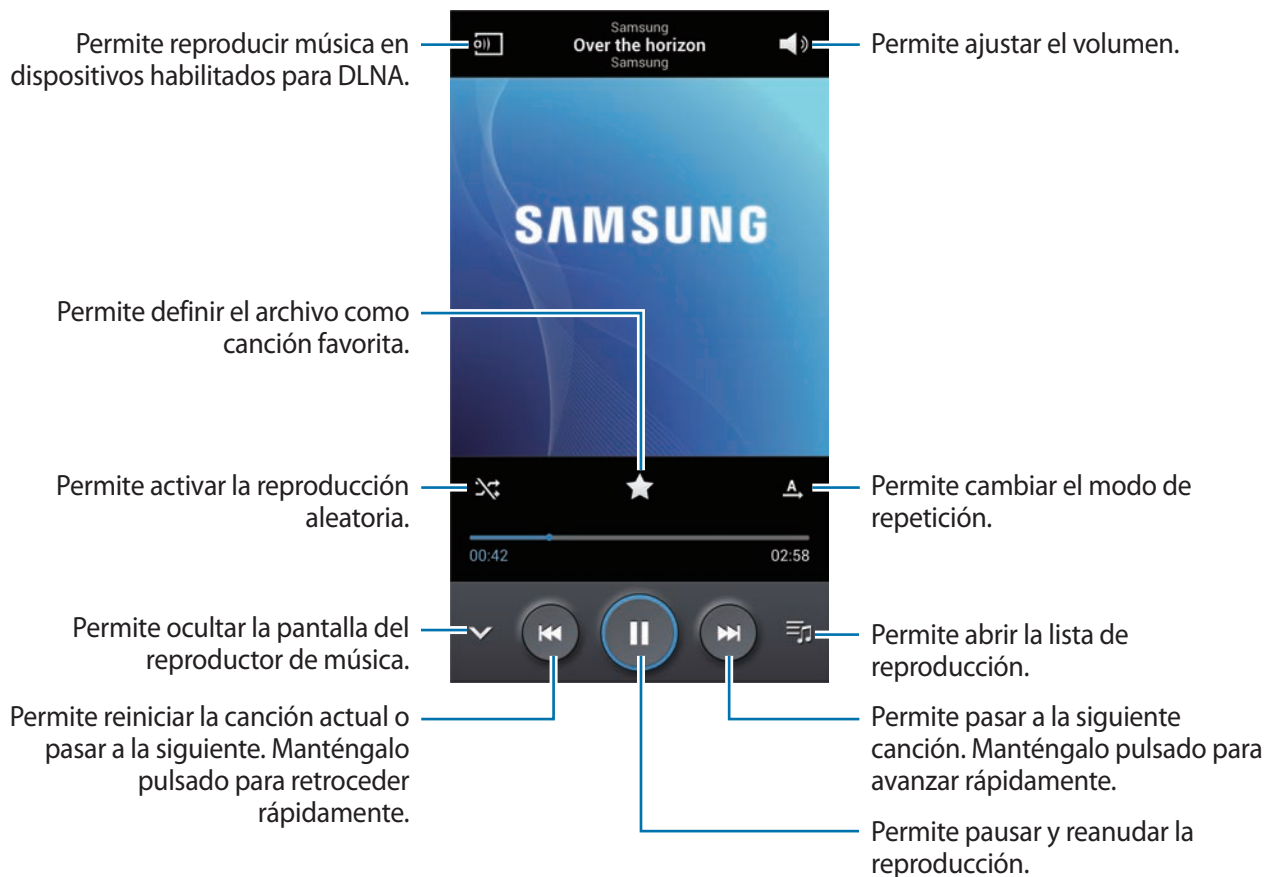 Permite reproducir música en
dispositivos habilitados para DLNA.
Samsung
Over the horizon
Samsung
Permite ajustar el volumen.
SAMSUNG
Permite definir el archivo como
canción favorita.
Permite activar la reproducción
aleatoria.
A
Permite cambiar el modo de
repetición.
00:42
02:58
Permite ocultar la pantalla del
reproductor de música.
Permite abrir la lista de
reproducción.
Permite reiniciar la canción actual o
pasar a la siguiente. Manténgalo
pulsado para retroceder
rápidamente.
Permite pasar a la siguiente
canción. Manténgalo pulsado para
avanzar rápidamente.
Permite pausar y reanudar la
reproducción.